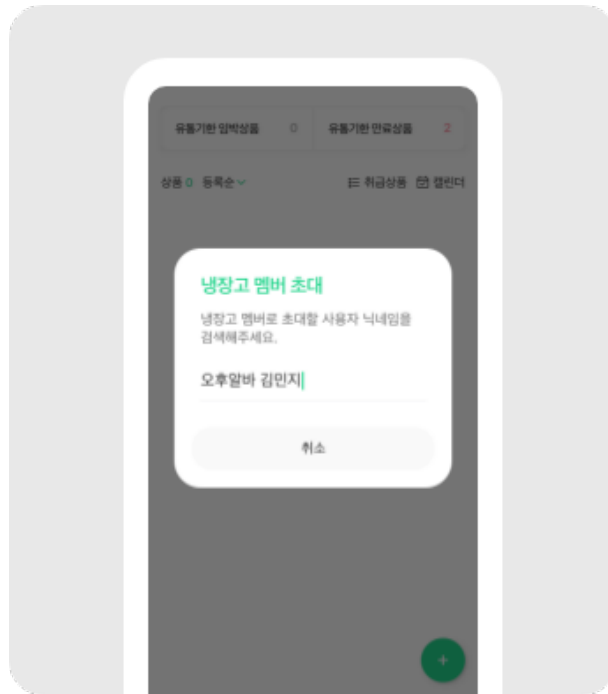 유통기한 임박상품 0 유통기한 만료상품 2
상품 0 등록순 취급상품 캘린더
냉장고 멤버 초대
냉장고 멤버로 초대할 사용자 닉네임을
검색해주세요.
오후알바 김민지
취소
+